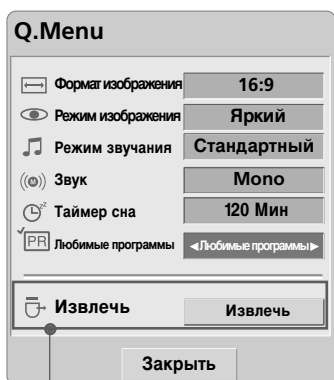 Q.Menu
Формат изображения 16:9
Режим изображения Яркий
Режим звучания Стандартный
Звук Mono
Таймер сна 120 Мин
PR Любимые программы ◄Любимые программы►
Извлечь Извлечь
Закрыть